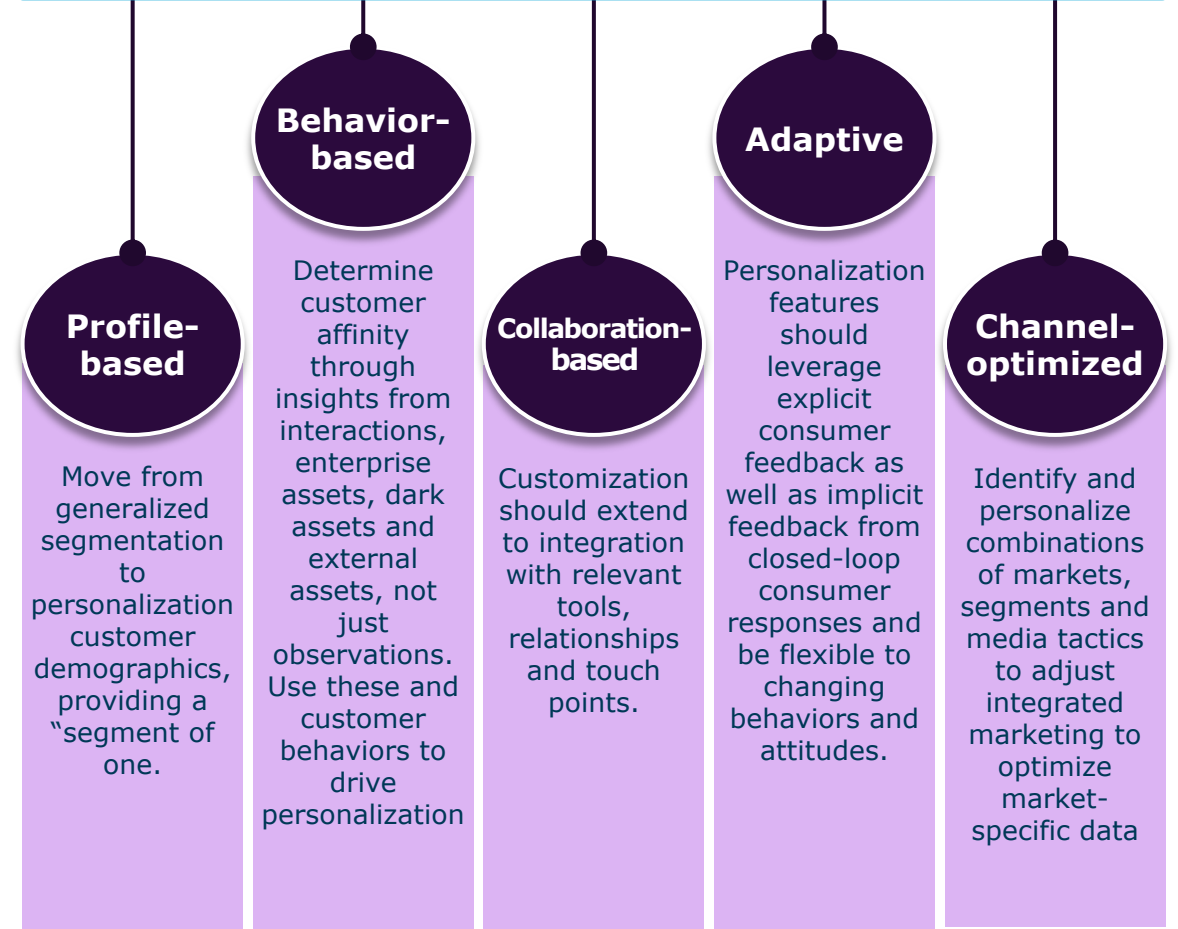 Profile-
based
Move from
generalized
segmentation
to
personalization
customer
demographics,
providing a
“segment of
one.
Behavior-
based
Determine
customer
affinity
through
insights from
interactions,
enterprise
assets, dark
assets and
external
assets, not
just
observations.
Use these and
customer
behaviors to
drive
personalization
Collaboration-
based
Customization
should extend
to integration
with relevant
tools,
relationships
and touch
points.
Adaptive
Personalization
features
should
leverage
explicit
consumer
feedback as
well as implicit
feedback from
closed-loop
consumer
responses and
be flexible to
changing
behaviors and
attitudes.
Channel-
optimized
Identify and
personalize
combinations
of markets,
segments and
media tactics
to adjust
integrated
marketing to
optimize
market-
specific data